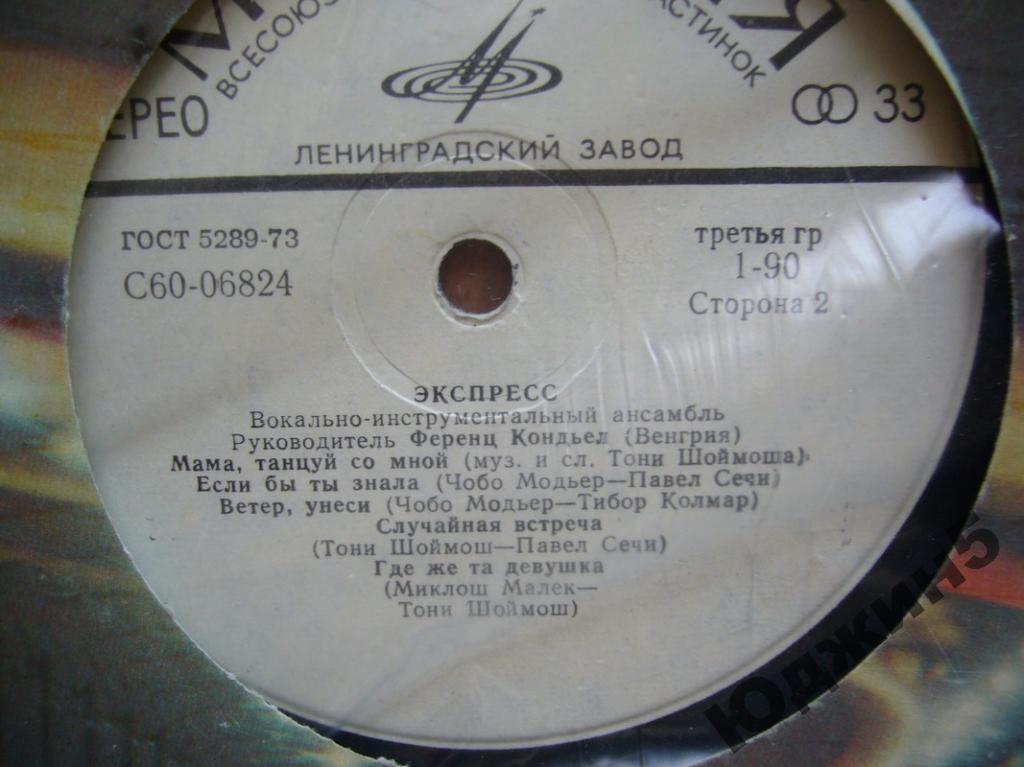 ВСЕСОЮЗ
АСТИНОК
ЕРЕО
33
ЛЕНИНГРАДСКИЙ ЗАВОД
ГОСТ 5289-73
третья гр
С60-06824
1-90
Сторона 2
ЭКСПРЕСС
Вокально-инструментальный ансамбль
Руководитель Ференц Кондьел (Венгрия)
Мама, танцуй со мной (муз. и сл. Тони Шоймоша)
Если бы ты знала (Чобо Модьер—Павел Сечи)
Ветер, унеси (Чобо Модьер—Тибор Колмар)
Случайная встреча
(Тони Шоймош—Павел Сечи)
Где же та девушка
(Миклош Малек—
Тони Шоймош)
Юджин5